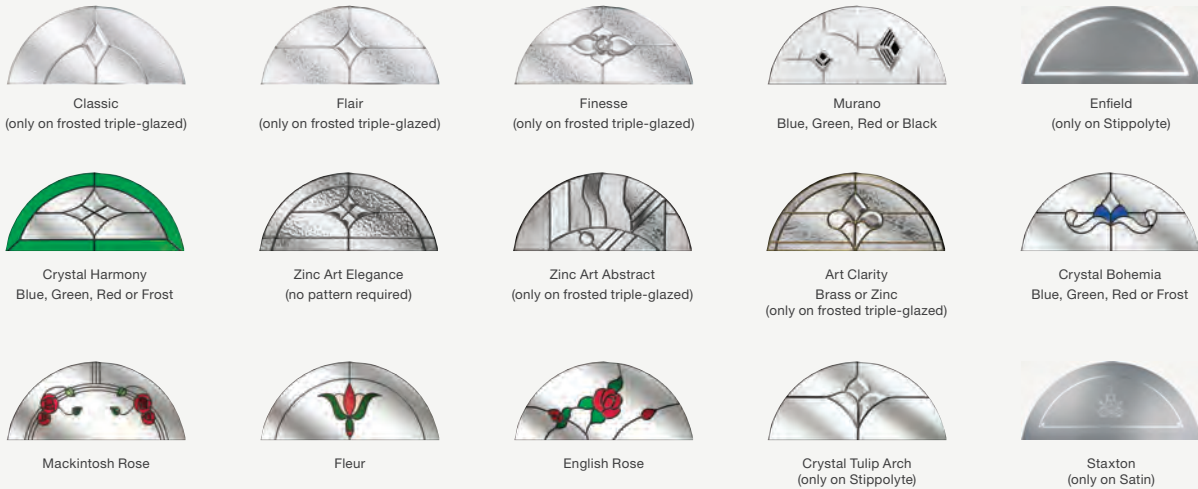 Classic
(only on frosted triple-glazed)
Flair
(only on frosted triple-glazed)
Finesse
(only on frosted triple-glazed)
Murano
Blue, Green, Red or Black
Enfield
(only on Stippolyte)
Crystal Harmony
Blue, Green, Red or Frost
Zinc Art Elegance
(no pattern required)
Zinc Art Abstract
(only on frosted triple-glazed)
Art Clarity
Brass or Zinc
(only on frosted triple-glazed)
Crystal Bohemia
Blue, Green, Red or Frost
Mackintosh Rose
Fleur
English Rose
Crystal Tulip Arch
(only on Stippolyte)
Staxton
(only on Satin)